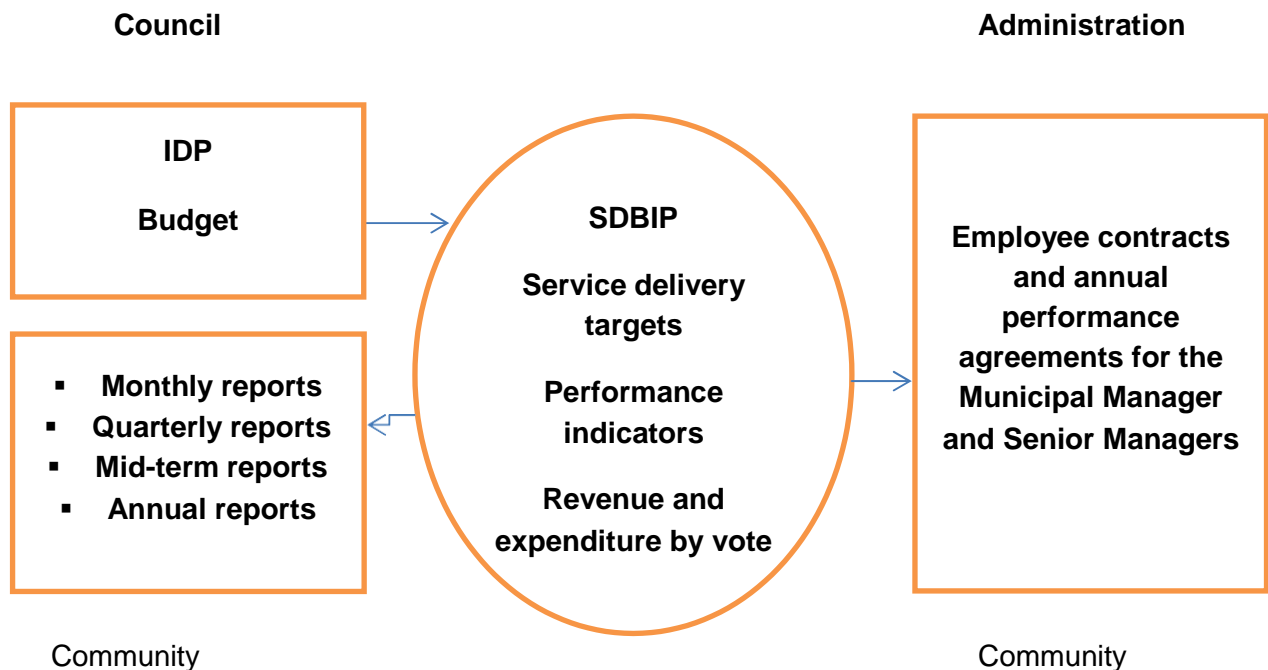 Council
Administration
IDP
Budget
▪ Monthly reports
▪ Quarterly reports
▪ Mid-term reports
▪ Annual reports
SDBIP
Service delivery
targets
Performance
indicators
Revenue and
expenditure by vote
Employee contracts
and annual
performance
agreements for the
Municipal Manager
and Senior Managers
Community
Community